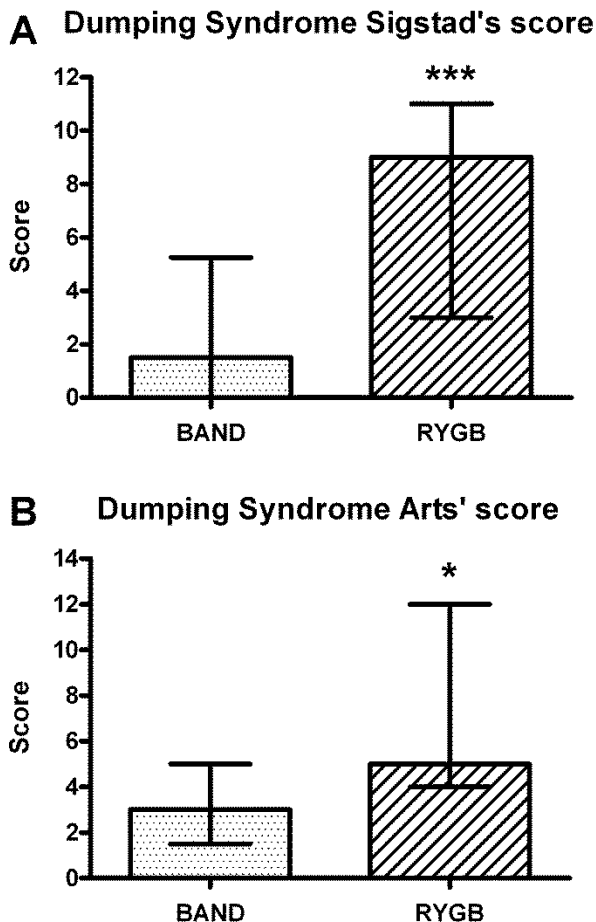 A Dumping Syndrome Sigstad's score
***
12
10
8
6
4
2
0
Score
BAND RYGB
B Dumping Syndrome Arts' score
*
14
12
10
8
6
4
2
0
Score
BAND RYGB